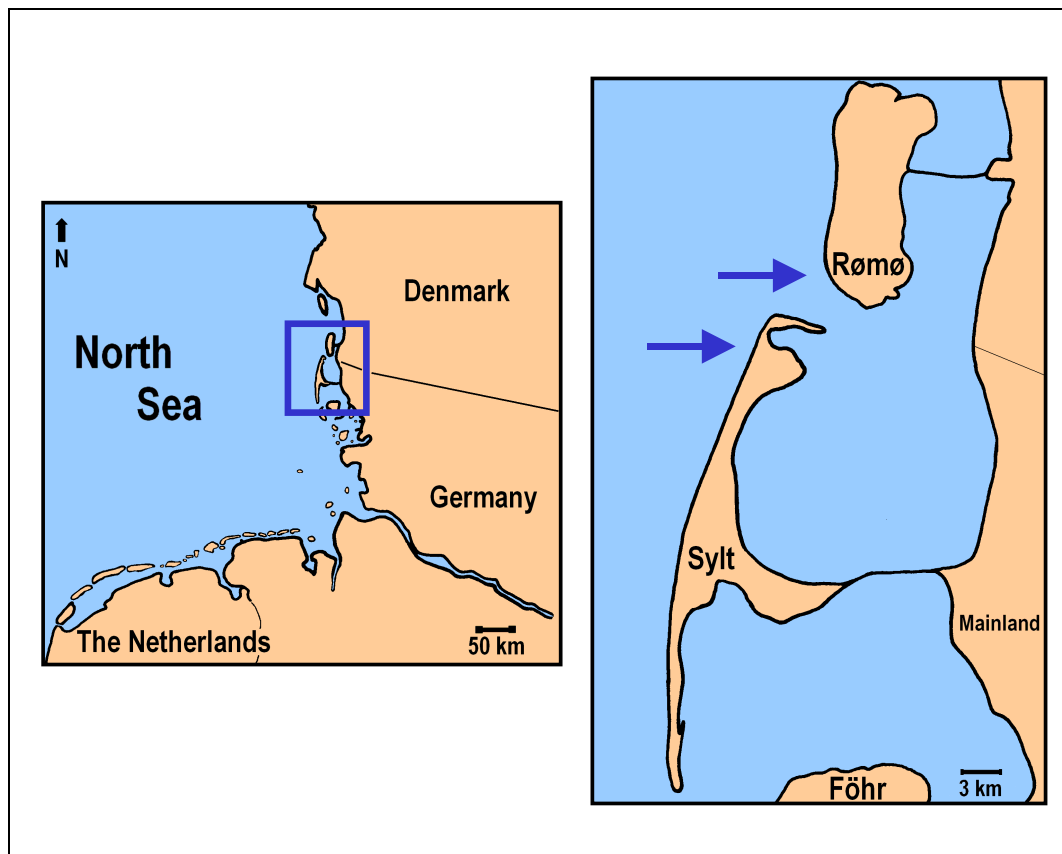 N
North
Sea
Denmark
Germany
The Netherlands
50 km
Rømø
Sylt
Mainland
Föhr
3 km